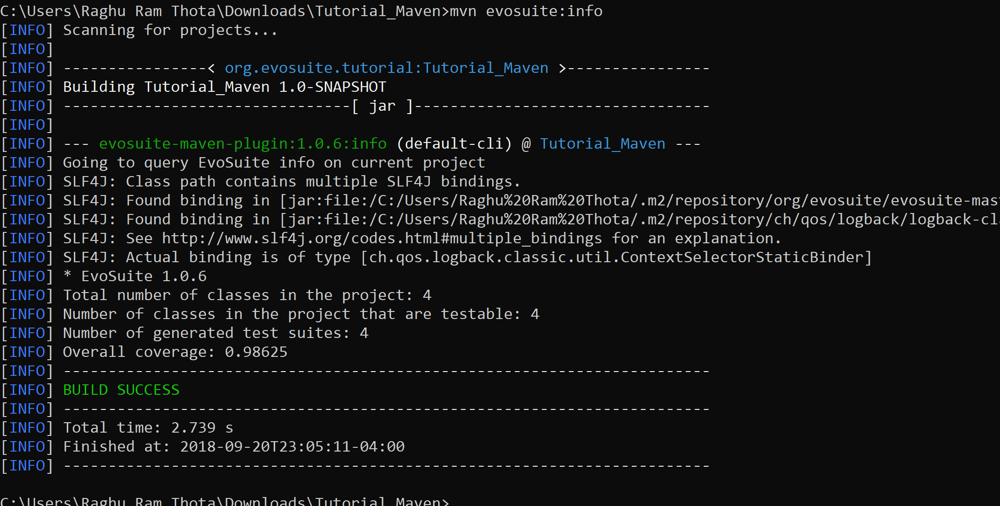 C:\Users\Raghu Ram Thota\Downloads\Tutorial_Maven>mvn evosuite:info
[INFO] Scanning for projects...
[INFO]
[INFO] ----------------< org.evosuite.tutorial:Tutorial_Maven >----------------
[INFO] Building Tutorial_Maven 1.0-SNAPSHOT
[INFO] --------------------------------[ jar ]---------------------------------
[INFO]
[INFO] --- evosuite-maven-plugin:1.0.6:info (default-cli) @ Tutorial_Maven ---
[INFO] Going to query EvoSuite info on current project
[INFO] SLF4J: Class path contains multiple SLF4J bindings.
[INFO] SLF4J: Found binding in [jar:file:/C:/Users/Raghu%20Ram%20Thota/.m2/repository/org/evosuite/evosuite-mas
[INFO] SLF4J: Found binding in [jar:file:/C:/Users/Raghu%20Ram%20Thota/.m2/repository/ch/qos/logback/logback-cl
[INFO] SLF4J: See http://www.slf4j.org/codes.html#multiple_bindings for an explanation.
[INFO] SLF4J: Actual binding is of type [ch.qos.logback.classic.util.ContextSelectorStaticBinder]
[INFO] * EvoSuite 1.0.6
[INFO] Total number of classes in the project: 4
[INFO] Number of classes in the project that are testable: 4
[INFO] Number of generated test suites: 4
[INFO] Overall coverage: 0.98625
[INFO] ------------------------------------------------------------------------
[INFO] BUILD SUCCESS
[INFO] ------------------------------------------------------------------------
[INFO] Total time: 2.739 s
[INFO] Finished at: 2018-09-20T23:05:11-04:00
[INFO] ------------------------------------------------------------------------
C:\Users\Raghu Ram Thota\Downloads\Tutorial_Maven>